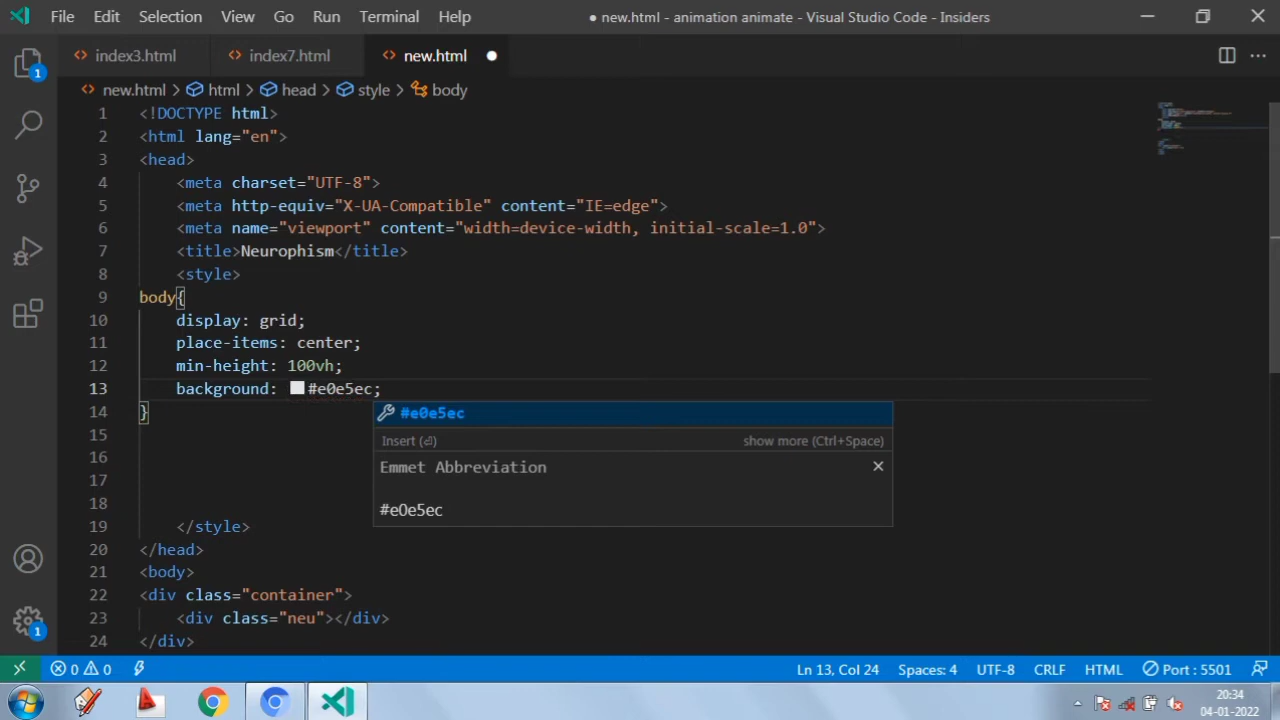 File Edit Selection View Go Run Terminal Help ● new.html - animation animate - Visual Studio Code - Insiders
index3.html index7.html new.html
new.html > html > head > style > body
1 <!DOCTYPE html>
2 <html lang="en">
3 <head>
4 <meta charset="UTF-8">
5 <meta http-equiv="X-UA-Compatible" content="IE=edge">
6 <meta name="viewport" content="width=device-width, initial-scale=1.0">
7 <title>Neurophism</title>
8 <style>
9 body{
10 display: grid;
11 place-items: center;
12 min-height: 100vh;
13 background: #e0e5ec;
14 }
#e0e5ec
15
Insert (⏎) show more (Ctrl+Space)
16
Emmet Abbreviation
17
18
#e0e5ec
19 </style>
20 </head>
21 <body>
22 <div class="container">
23 <div class="neu"></div>
24 </div>
1
1
0 0 Ln 13, Col 24 Spaces: 4 UTF-8 CRLF HTML Port : 5501
20:34
04-01-2022